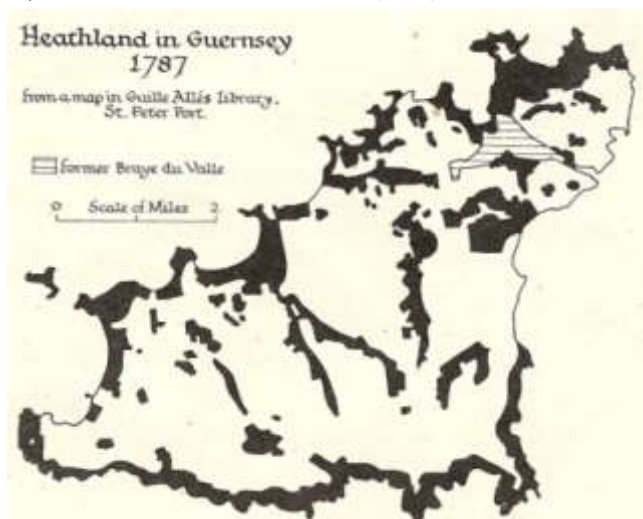 Heathland in Guernsey
1787
from a map in Guille Allés Library,
St. Peter Port.
former Braye du Valle
0 Scale of Miles 2